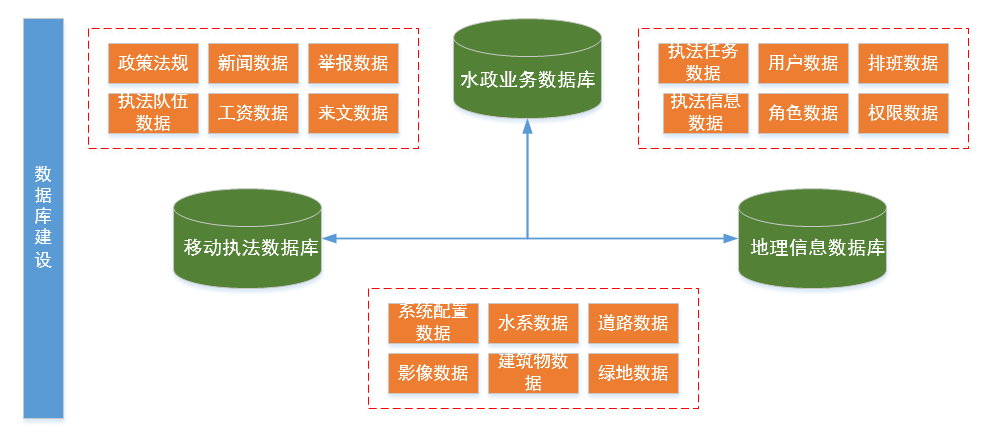 数据库建设
政策法规
新闻数据
举报数据
执法队伍
数据
工资数据
来文数据
水政业务数据库
执法任务
数据
用户数据
排班数据
执法信息
数据
角色数据
权限数据
移动执法数据库
地理信息数据库
系统配置
数据
水系数据
道路数据
影像数据
建筑物数
据
绿地数据